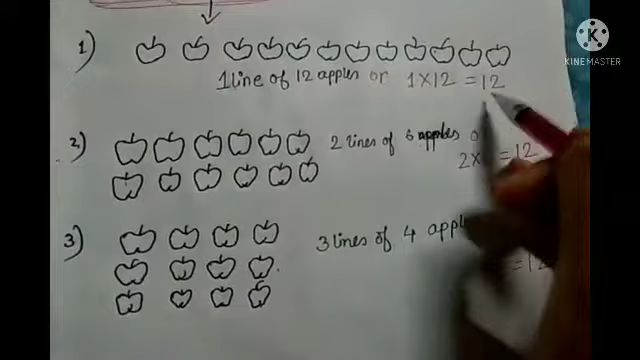 1) 1 line of 12 apples or 1×12 =12
2) 2 lines of 6 apples
2× = 12
3) 3 lines of 4
= 12
KINEMASTER